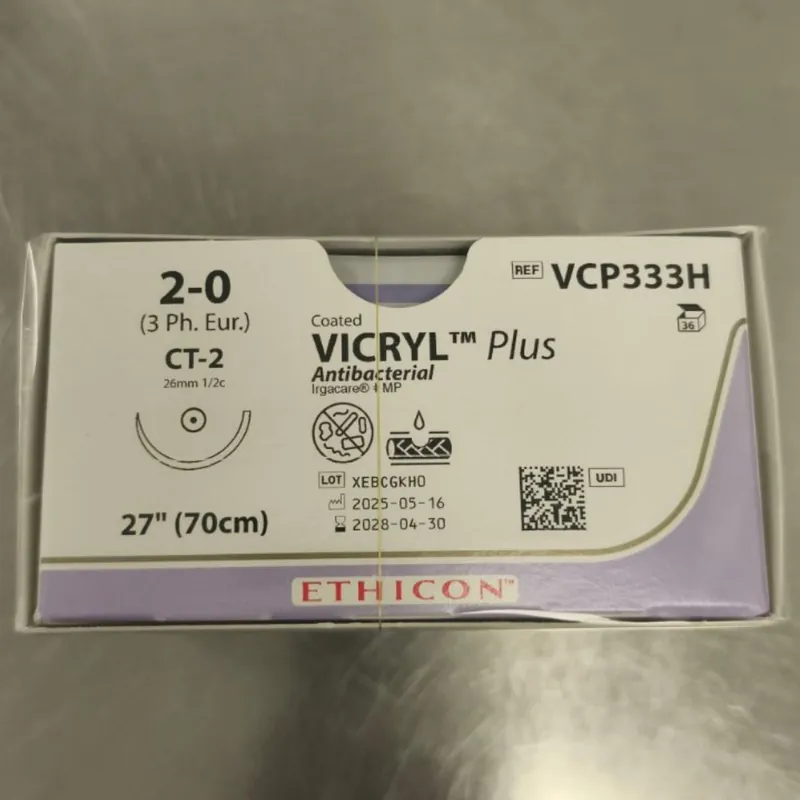 2-0
(3 Ph. Eur.)
CT-2
26mm 1/2c
27" (70cm)
Coated
VICRYL™ Plus
Antibacterial
Irgacare® ǂ MP
LOT XEBCGKH0
2025-05-16
2028-04-30
REF VCP333H
36
UDI
ETHICON™